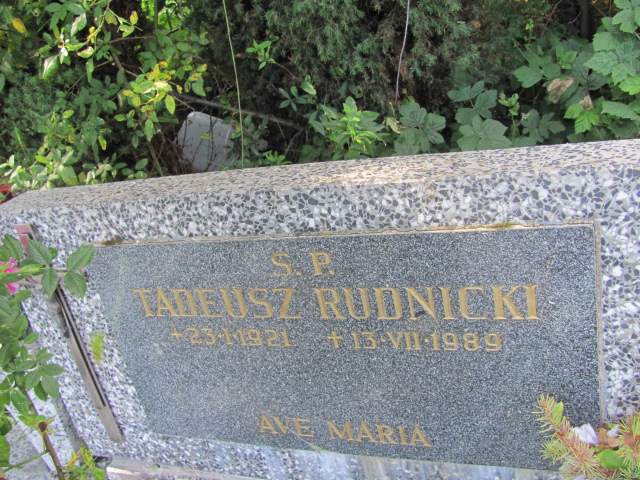 S. P.
TADEUSZ RUDNICKI
+23·I·1921. +13·VII·1989
AVE MARIA